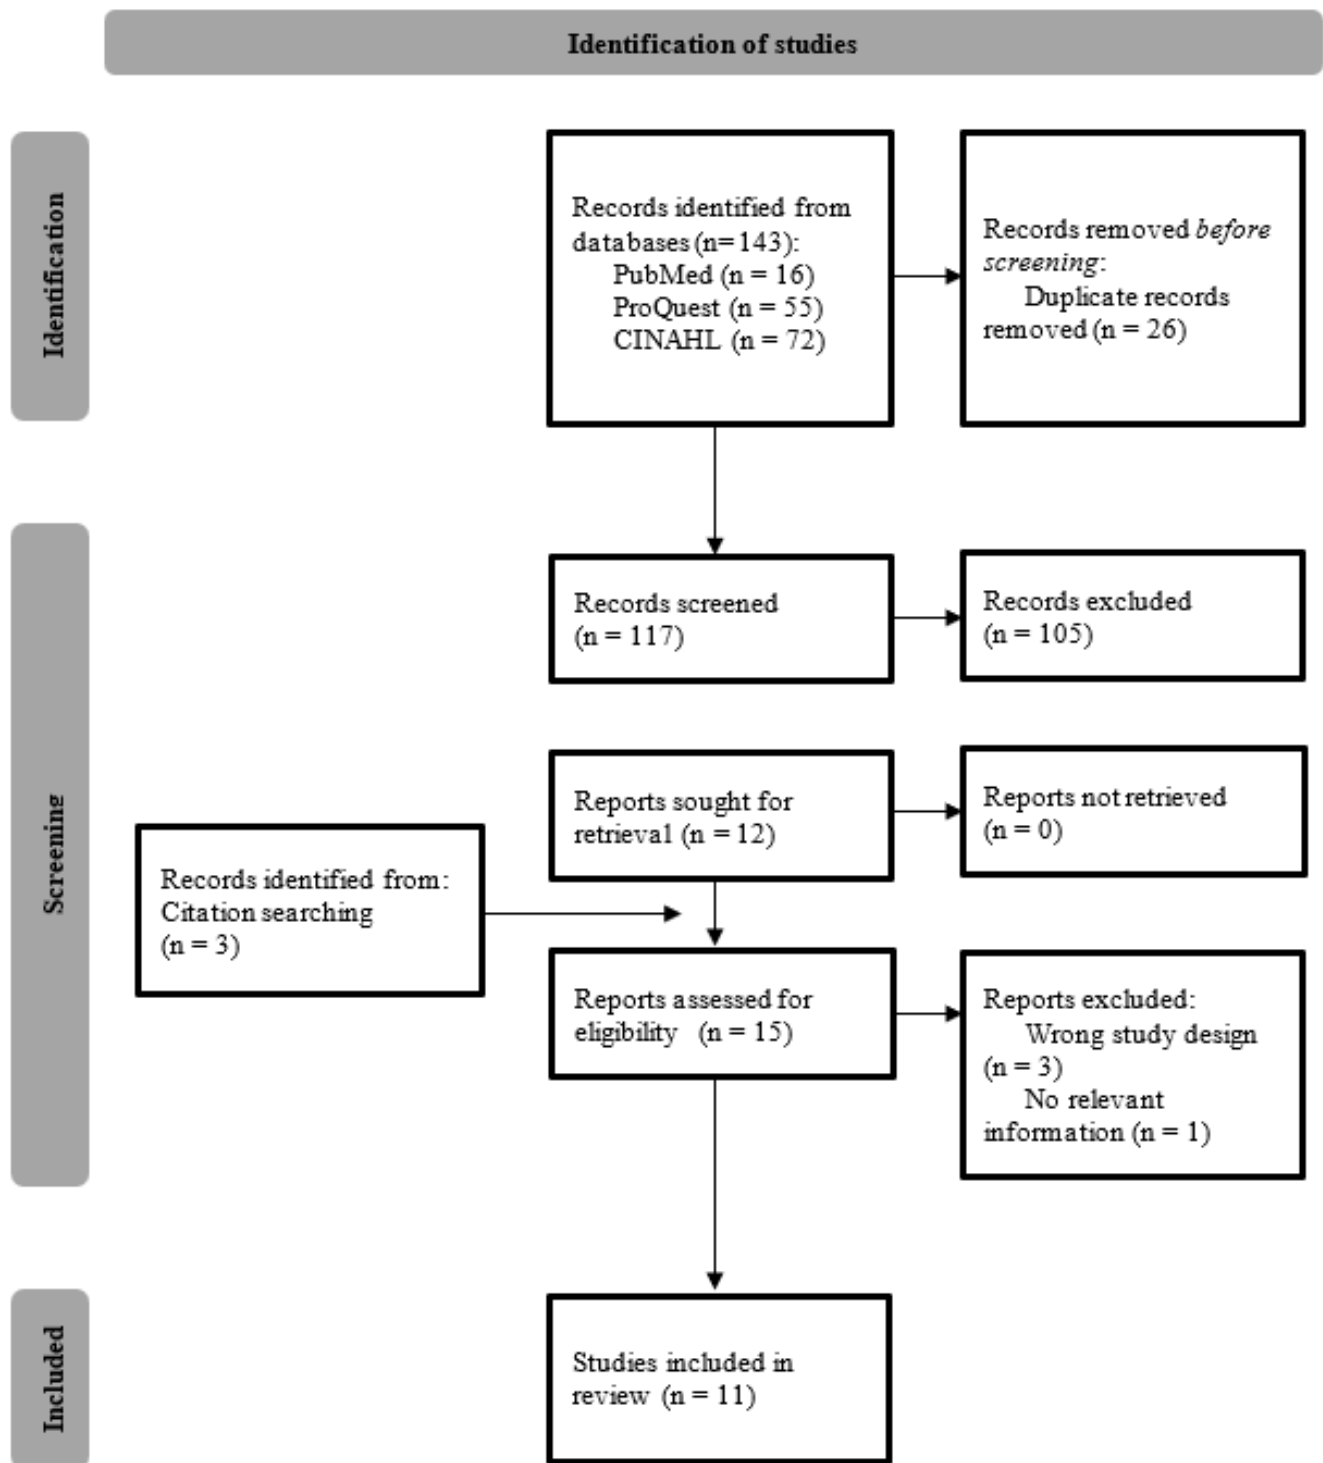 Identification of studies
Identification
Records identified from
databases (n=143):
PubMed (n = 16)
ProQuest (n = 55)
CINAHL (n = 72)
Records removed before
screening:
Duplicate records
removed (n = 26)
Screening
Records screened
(n = 117)
Records excluded
(n = 105)
Reports sought for
retrieval (n = 12)
Reports not retrieved
(n = 0)
Records identified from:
Citation searching
(n = 3)
Reports assessed for
eligibility (n = 15)
Reports excluded:
Wrong study design
(n = 3)
No relevant
information (n = 1)
Included
Studies included in
review (n = 11)